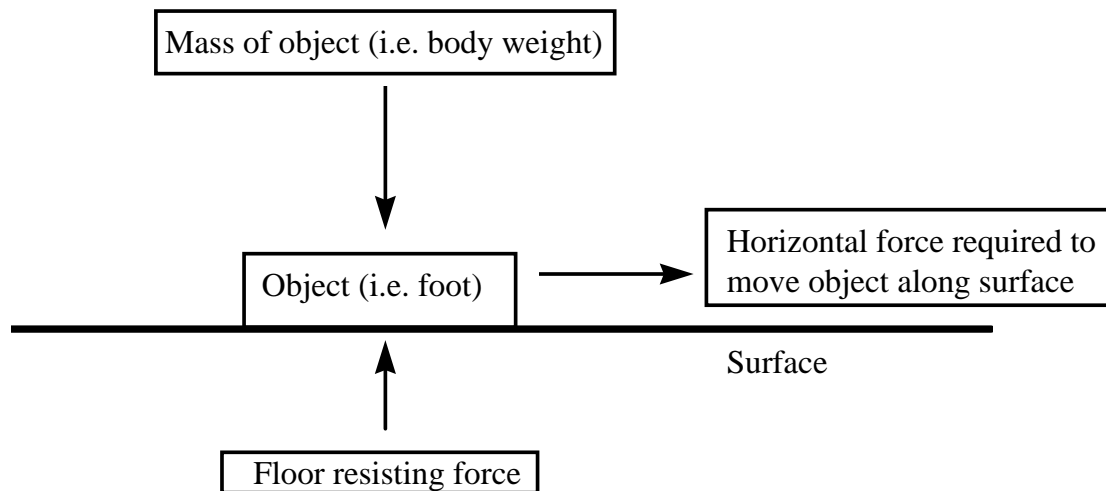 Mass of object (i.e. body weight)
Horizontal force required to
move object along surface
Object (i.e. foot)
Surface
Floor resisting force